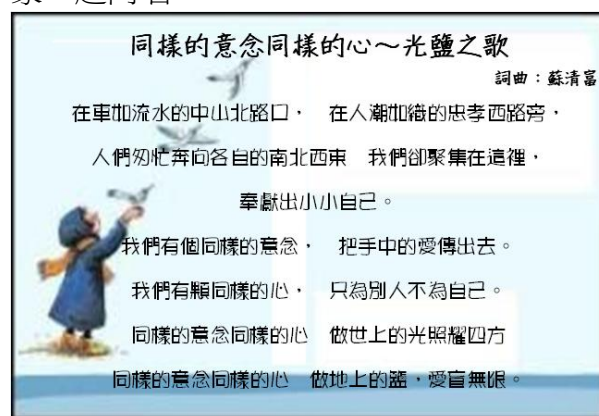 同樣的意念同樣的心～光鹽之歌
詞曲：蘇清富
在車如流水的中山北路口， 在人潮如織的忠孝西路旁，
人們匆忙奔向各自的南北西東 我們卻聚集在這裡，
奉獻出小小自己。
我們有個同樣的意念， 把手中的愛傳出去。
我們有顆同樣的心， 只為別人不為自己。
同樣的意念同樣的心 做世上的光照耀四方
同樣的意念同樣的心 做地上的鹽，愛盲無限。